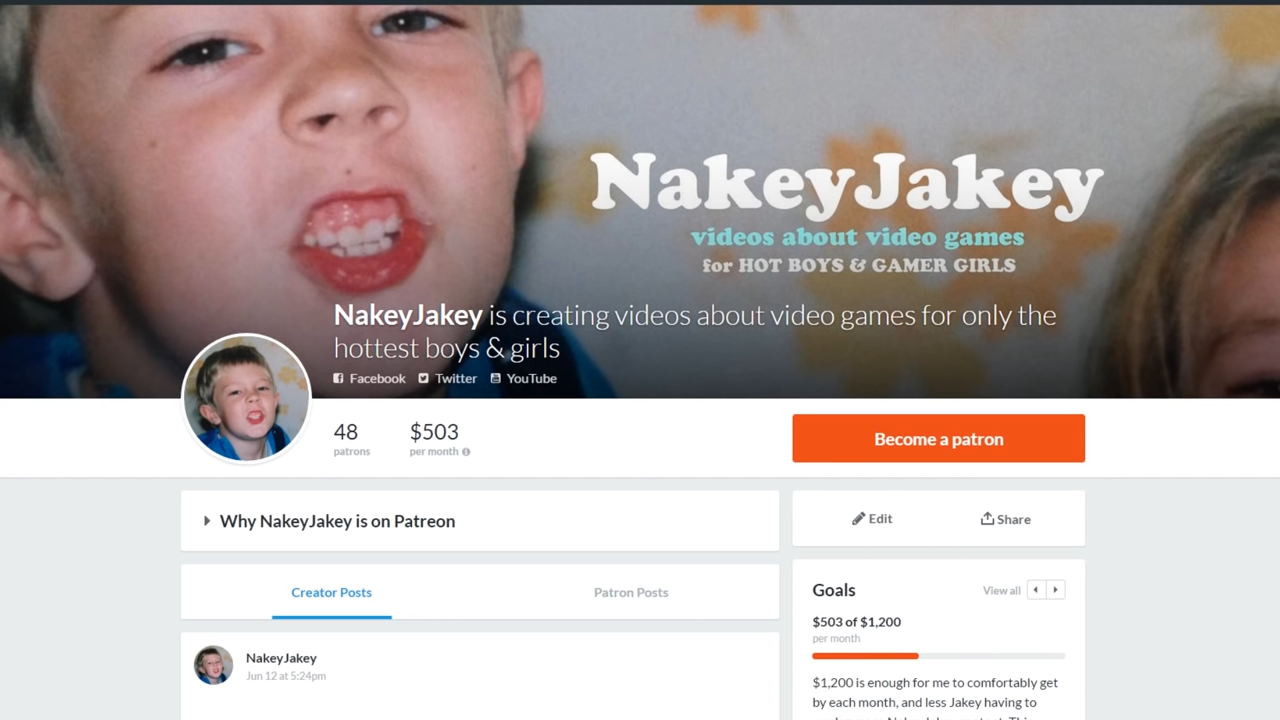 NakeyJakey
videos about video games
for HOT BOYS & GAMER GIRLS
NakeyJakey is creating videos about video games for only the
hottest boys & girls
Facebook Twitter YouTube
48 $503
patrons per month
Become a patron
Why NakeyJakey is on Patreon
Edit Share
Creator Posts Patron Posts
Goals View all
$503 of $1,200
per month
NakeyJakey
Jun 12 at 5:24pm
$1,200 is enough for me to comfortably get
by each month, and less Jakey having to